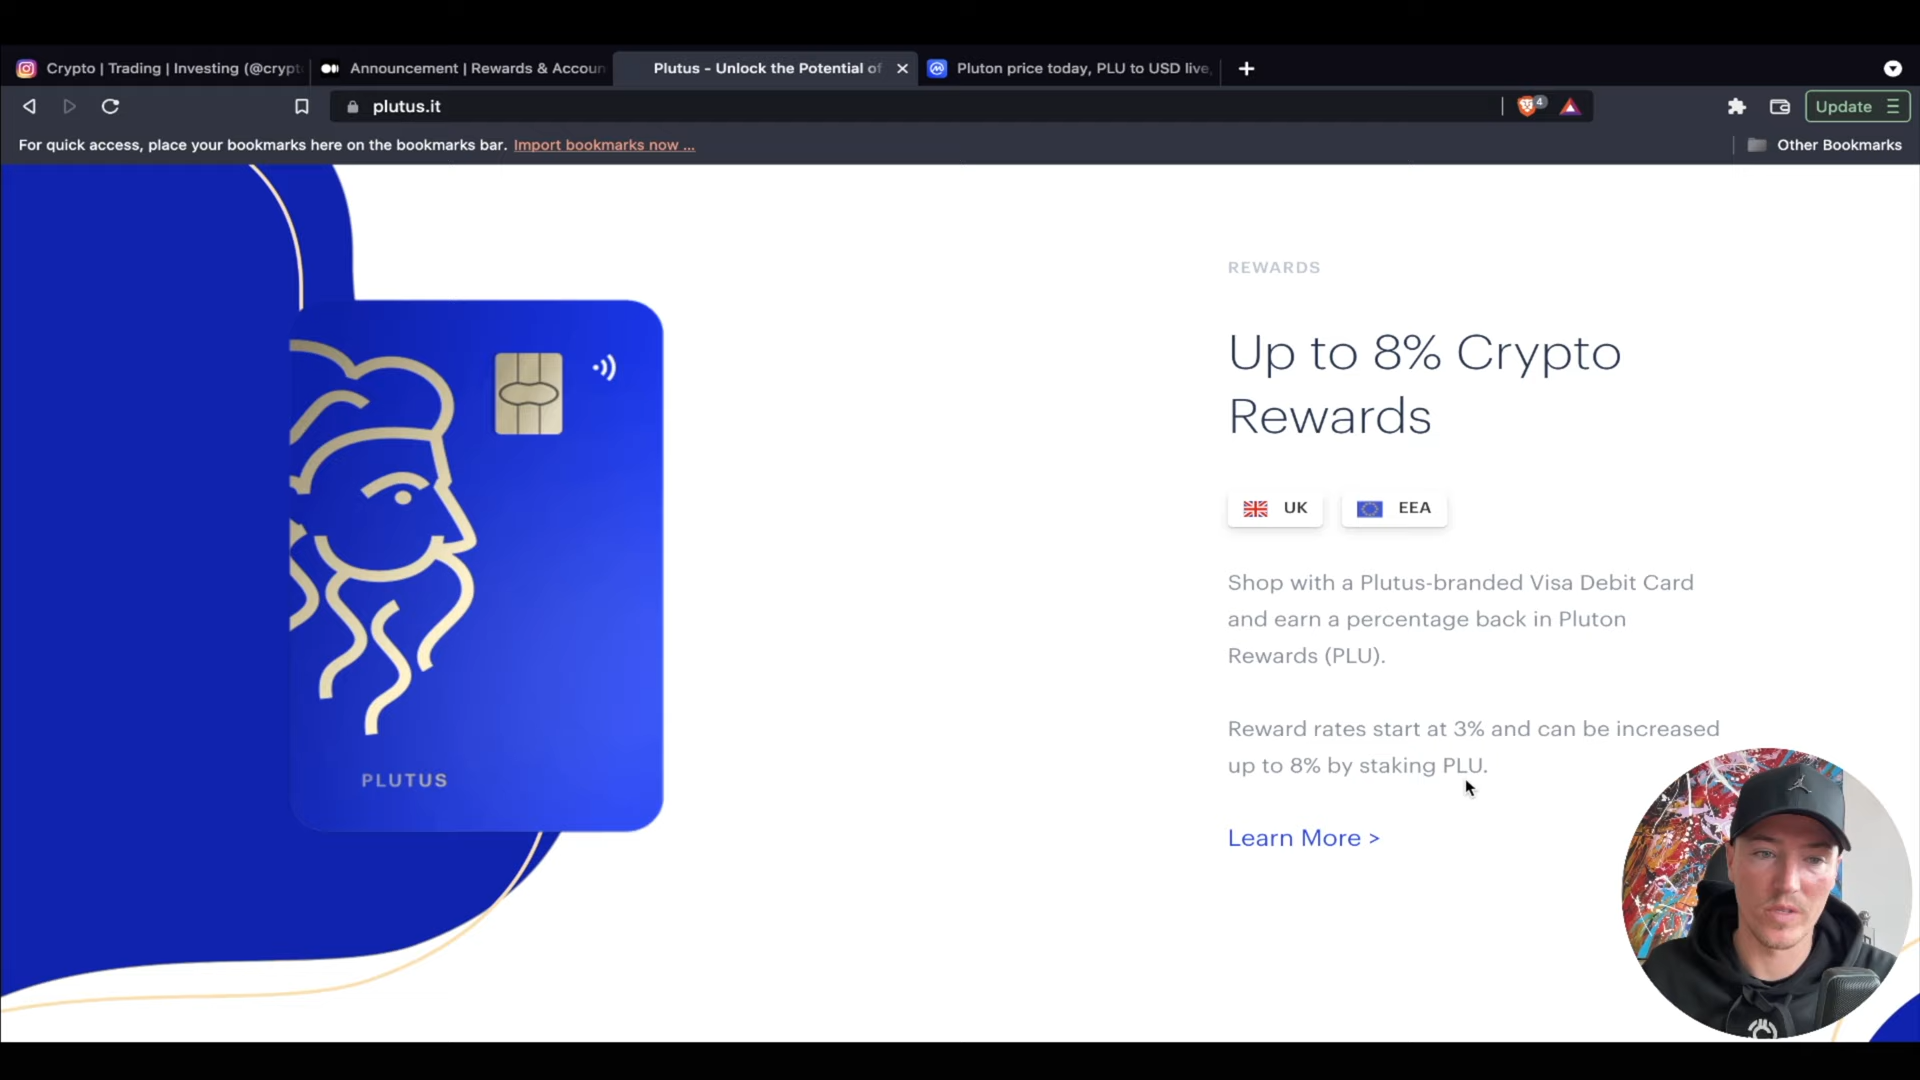 Crypto | Trading | Investing (@crypt
Announcement | Rewards & Accoun
Plutus - Unlock the Potential of
Pluton price today, PLU to USD live,
plutus.it
4
Update
For quick access, place your bookmarks here on the bookmarks bar. Import bookmarks now ...
Other Bookmarks
REWARDS
Up to 8% Crypto
Rewards
UK
EEA
Shop with a Plutus-branded Visa Debit Card
and earn a percentage back in Pluton
Rewards (PLU).
Reward rates start at 3% and can be increased
up to 8% by staking PLU.
Learn More >
PLUTUS